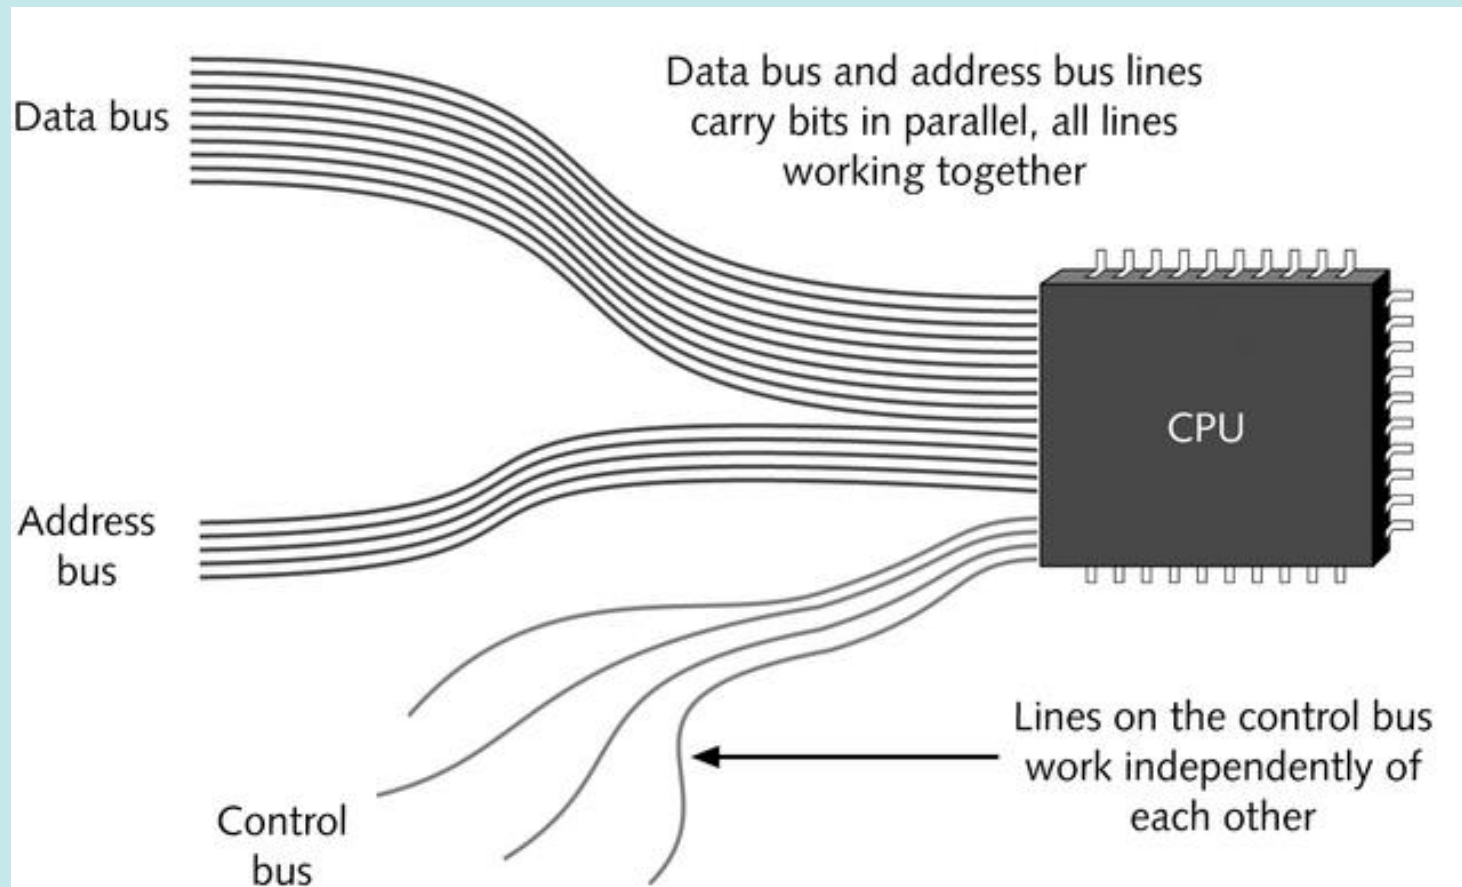 Data bus
Data bus and address bus lines
carry bits in parallel, all lines
working together
CPU
Address
bus
Lines on the control bus
work independently of
each other
Control
bus